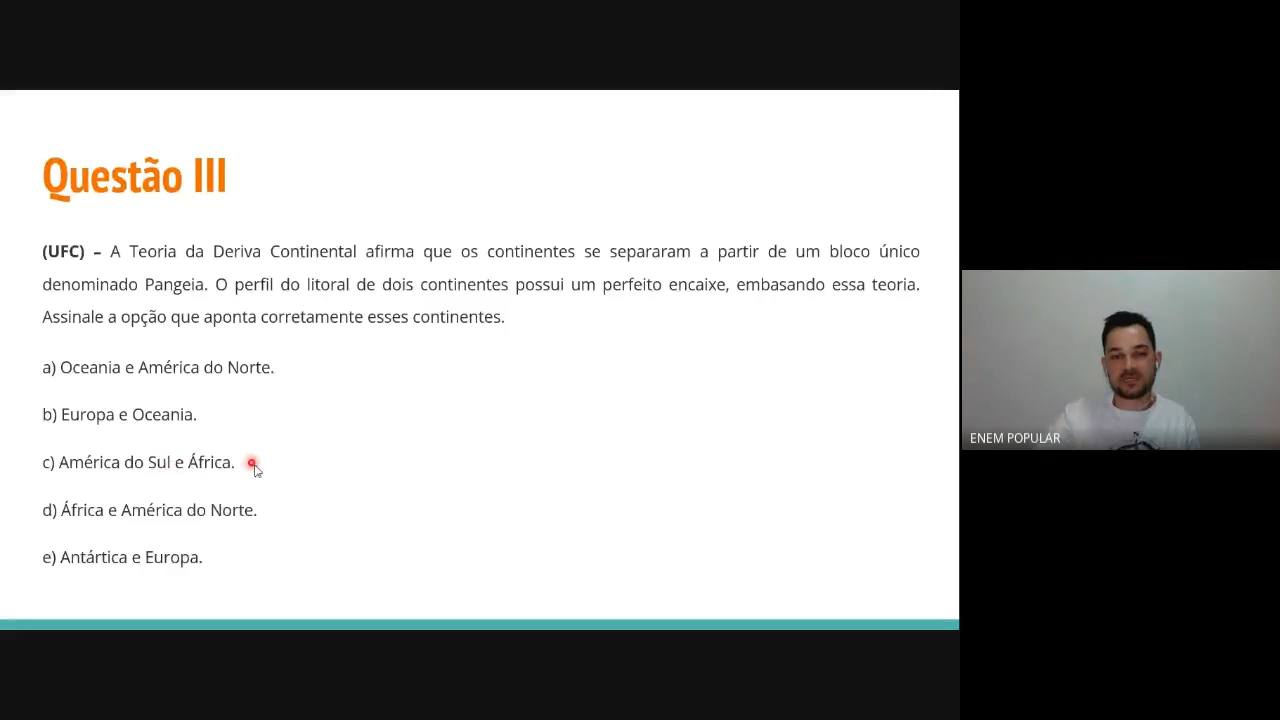 Questão III
(UFC) – A Teoria da Deriva Continental afirma que os continentes se separaram a partir de um bloco único
denominado Pangeia. O perfil do litoral de dois continentes possui um perfeito encaixe, embasando essa teoria.
Assinale a opção que aponta corretamente esses continentes.
a) Oceania e América do Norte.
b) Europa e Oceania.
c) América do Sul e África.
d) África e América do Norte.
e) Antártica e Europa.
ENEM POPULAR